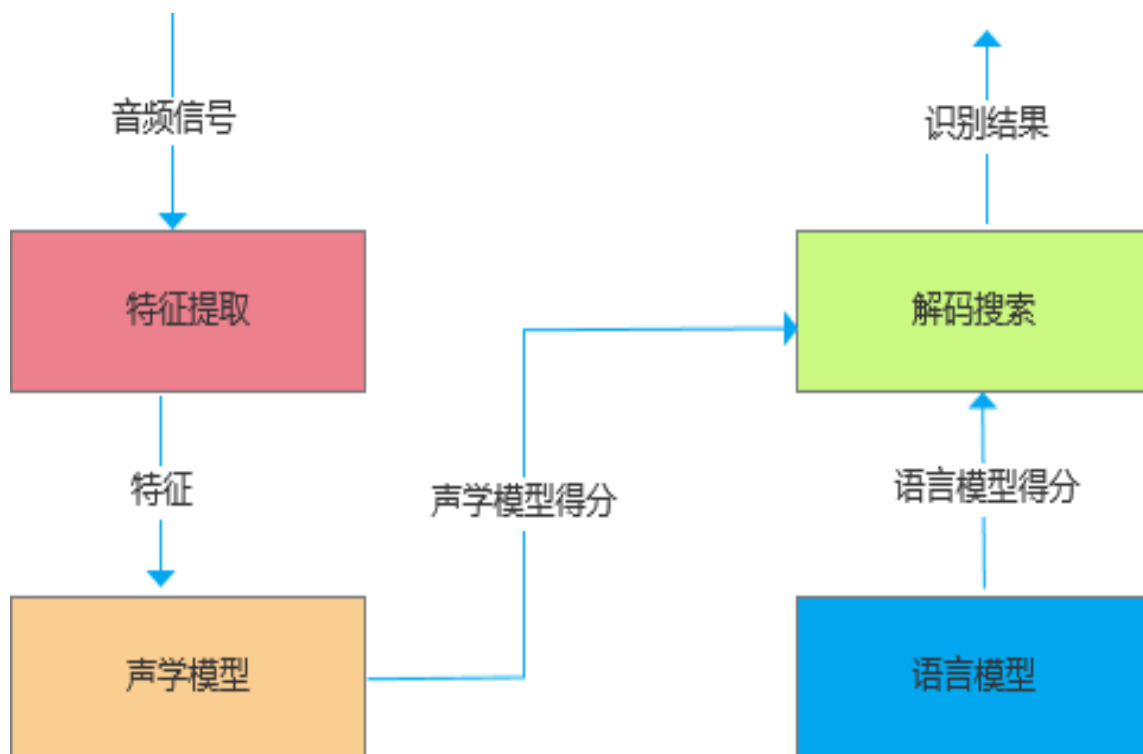 音频信号
识别结果
特征提取
解码搜索
特征
声学模型得分
语言模型得分
声学模型
语言模型